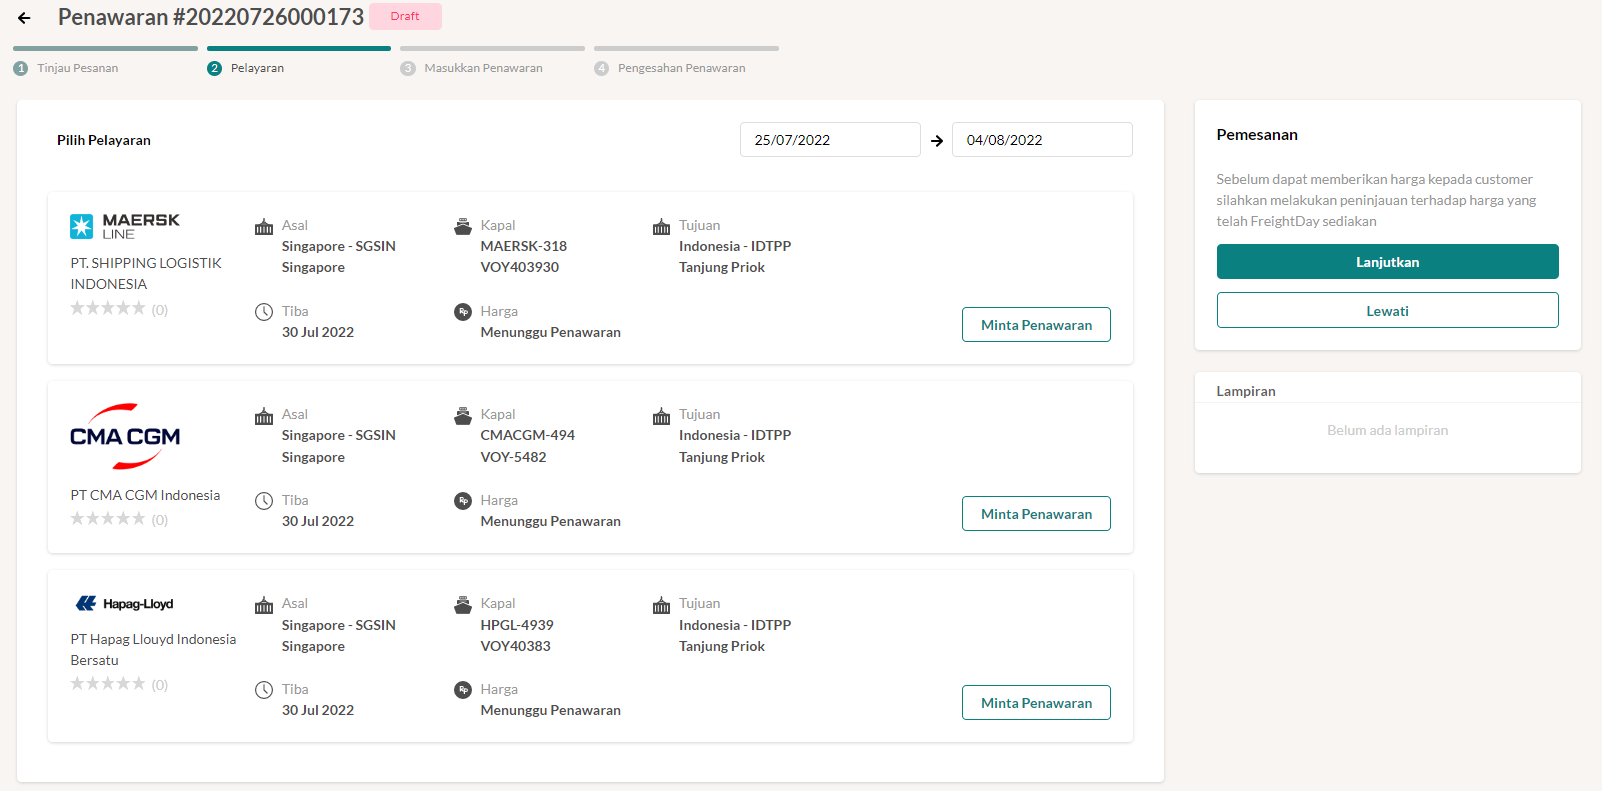 Penawaran #20220726000173
Draft
1 Tinjau Pesanan
2 Pelayaran
3 Masukkan Penawaran
4 Pengesahan Penawaran
Pilih Pelayaran
25/07/2022
04/08/2022
MAERSK
LINE
PT. SHIPPING LOGISTIK
INDONESIA
(0)
Asal
Singapore - SGSIN
Singapore
Kapal
MAERSK-318
VOY403930
Tujuan
Indonesia - IDTPP
Tanjung Priok
Tiba
30 Jul 2022
Rp
Harga
Menunggu Penawaran
Minta Penawaran
CMA CGM
PT CMA CGM Indonesia
(0)
Asal
Singapore - SGSIN
Singapore
Kapal
CMACGM-494
VOY-5482
Tujuan
Indonesia - IDTPP
Tanjung Priok
Tiba
30 Jul 2022
Rp
Harga
Menunggu Penawaran
Minta Penawaran
Hapag-Lloyd
PT Hapag Llouyd Indonesia
Bersatu
(0)
Asal
Singapore - SGSIN
Singapore
Kapal
HPGL-4939
VOY40383
Tujuan
Indonesia - IDTPP
Tanjung Priok
Tiba
30 Jul 2022
Rp
Harga
Menunggu Penawaran
Minta Penawaran
Pemesanan
Sebelum dapat memberikan harga kepada customer
silahkan melakukan peninjauan terhadap harga yang
telah FreightDay sediakan
Lanjutkan
Lewati
Lampiran
Belum ada lampiran